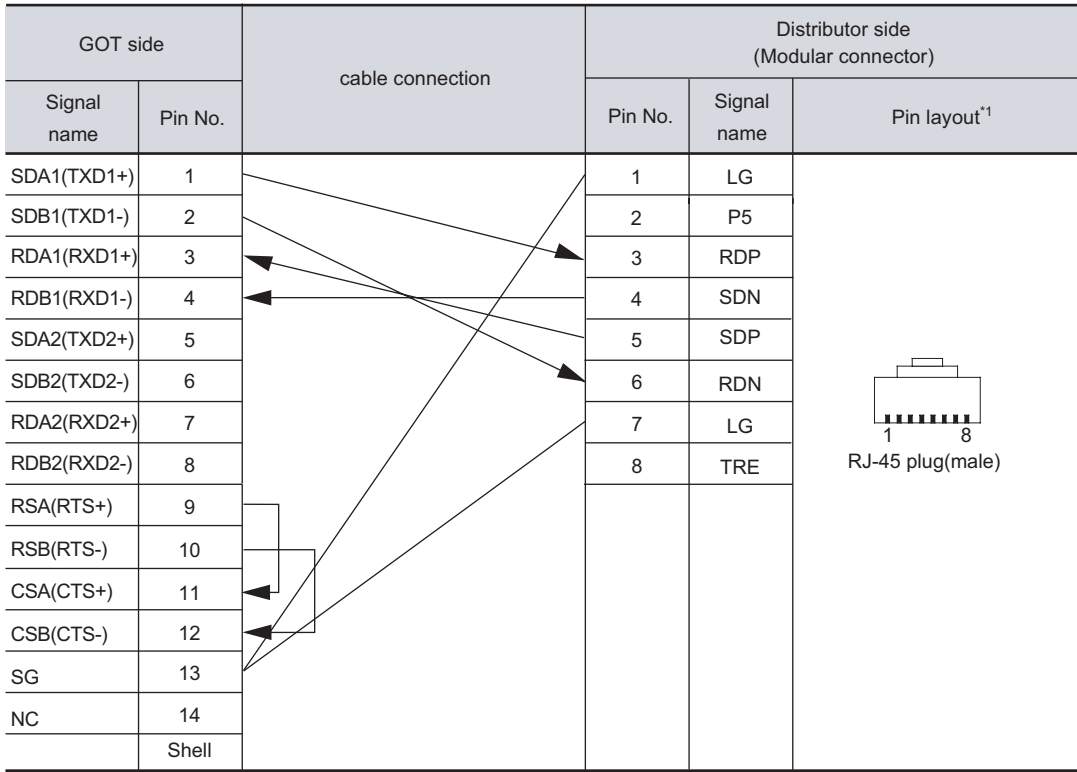 GOT side
cable connection
Distributor side
(Modular connector)
Signal
name
Pin No.
Pin No.
Signal
name
Pin layout*1
SDA1(TXD1+) 1 1 LG
SDB1(TXD1-) 2 2 P5
RDA1(RXD1+) 3 3 RDP
RDB1(RXD1-) 4 4 SDN
SDA2(TXD2+) 5 5 SDP
SDB2(TXD2-) 6 6 RDN
RDA2(RXD2+) 7 7 LG
RDB2(RXD2-) 8 8 TRE
1 8
RJ-45 plug(male)
RSA(RTS+) 9
RSB(RTS-) 10
CSA(CTS+) 11
CSB(CTS-) 12
SG 13
NC 14
Shell